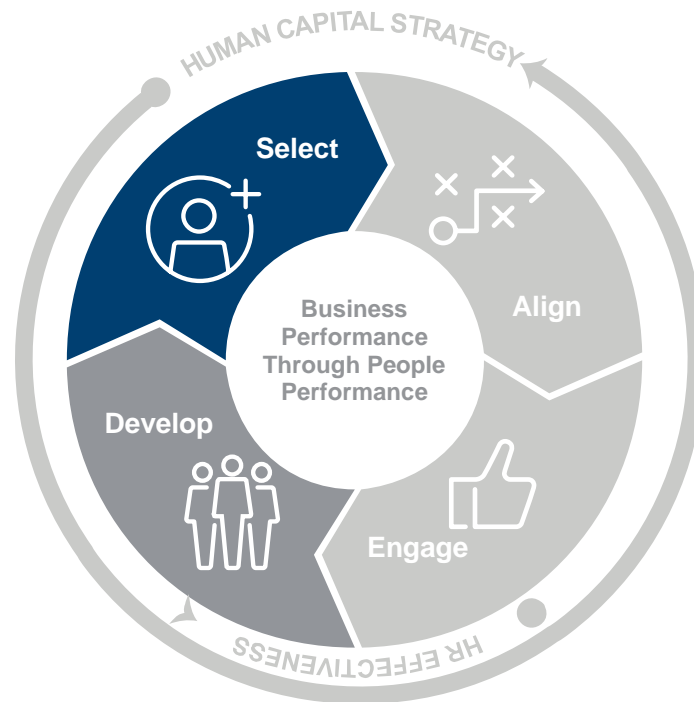 HUMAN CAPITAL STRATEGY
Select
Align
Business
Performance
Through People
Performance
Develop
Engage
HR EFFECTIVENESS